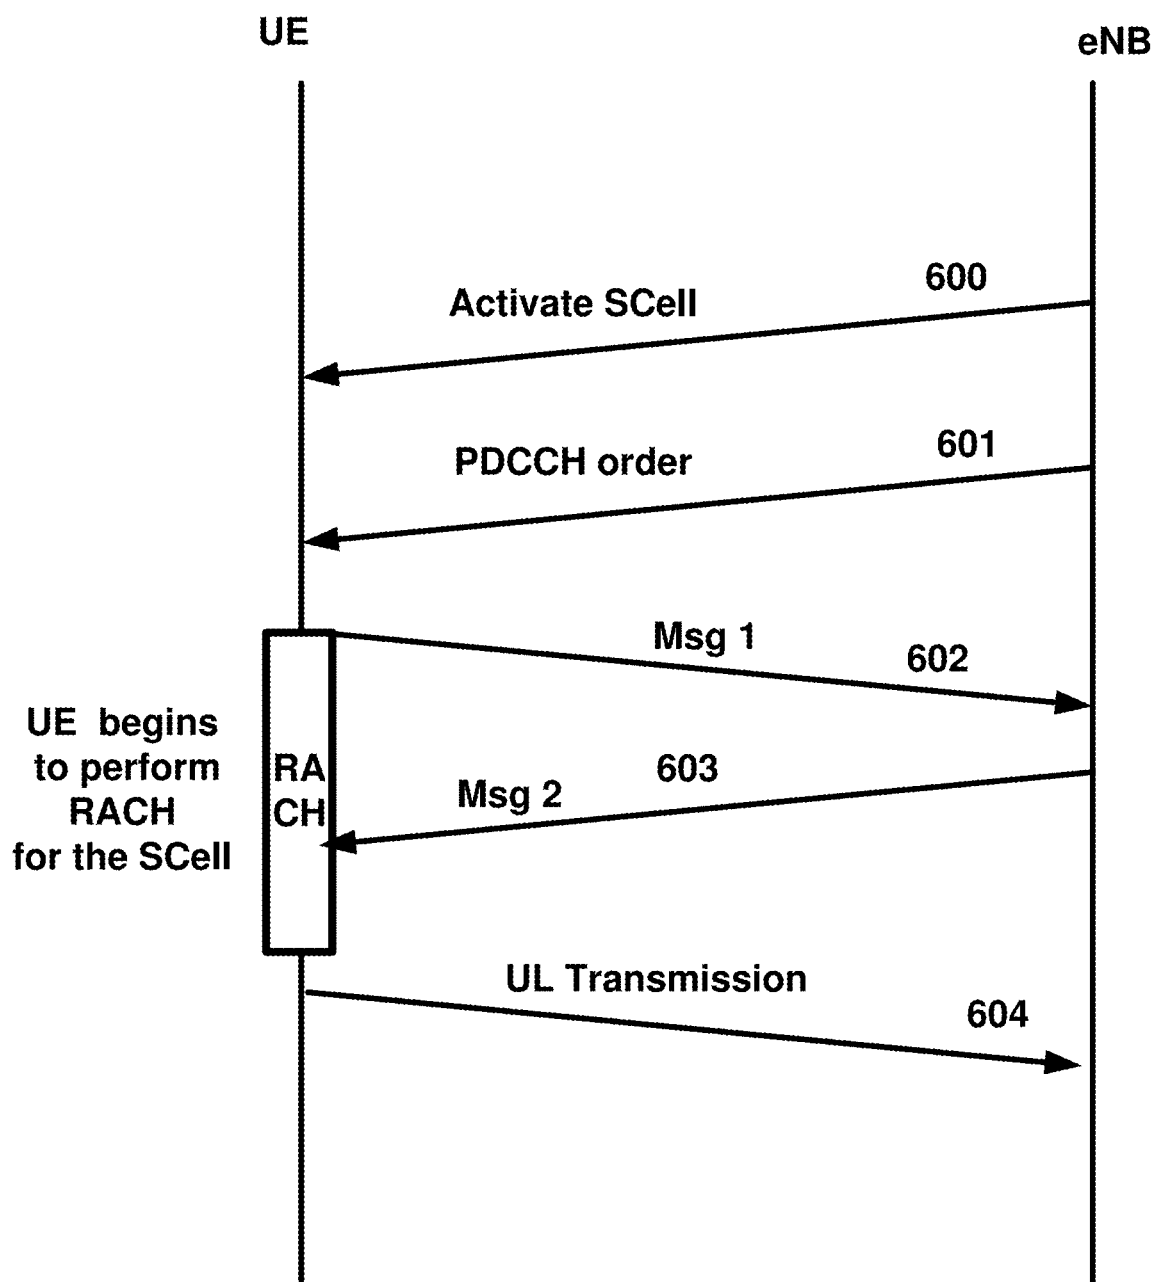 UE
eNB
600
Activate SCell
601
PDCCH order
Msg 1
602
UE begins
to perform
RACH
for the SCell
RA
CH
603
Msg 2
UL Transmission
604